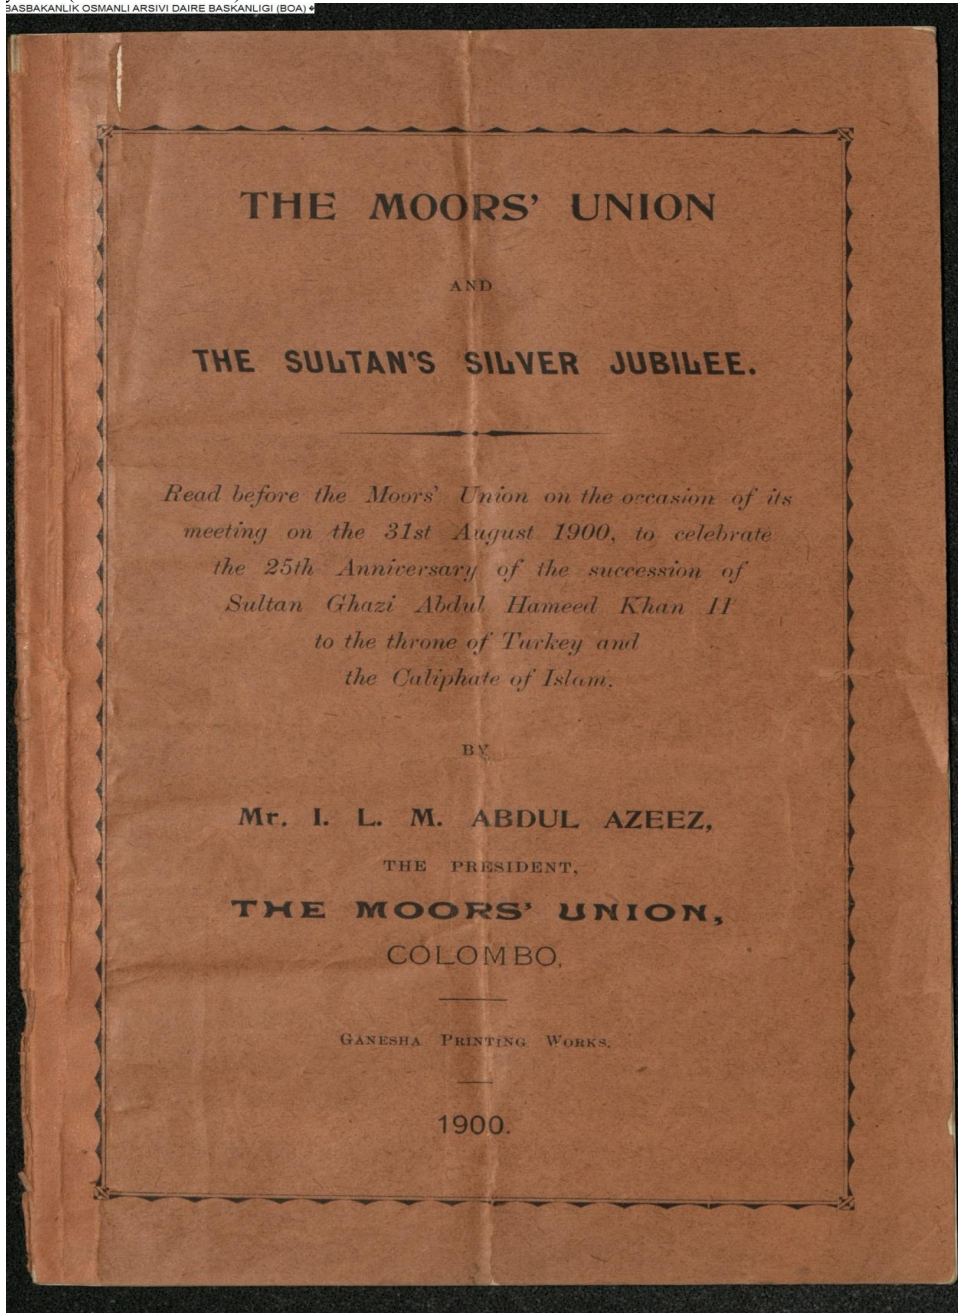 BASBAKANLIK OSMANLI ARSIVI DAIRE BASKANLIGI (BOA)
THE MOORS' UNION
AND
THE SULTAN'S SILVER JUBILEE.
Read before the Moors' Union on the occasion of its
meeting on the 31st August 1900, to celebrate
the 25th Anniversary of the succession of
Sultan Ghazi Abdul Hameed Khan II
to the throne of Turkey and
the Caliphate of Islam.
BY
Mr. I. L. M. ABDUL AZEEZ,
THE PRESIDENT,
THE MOORS' UNION,
COLOMBO,
GANESHA PRINTING WORKS.
1900.